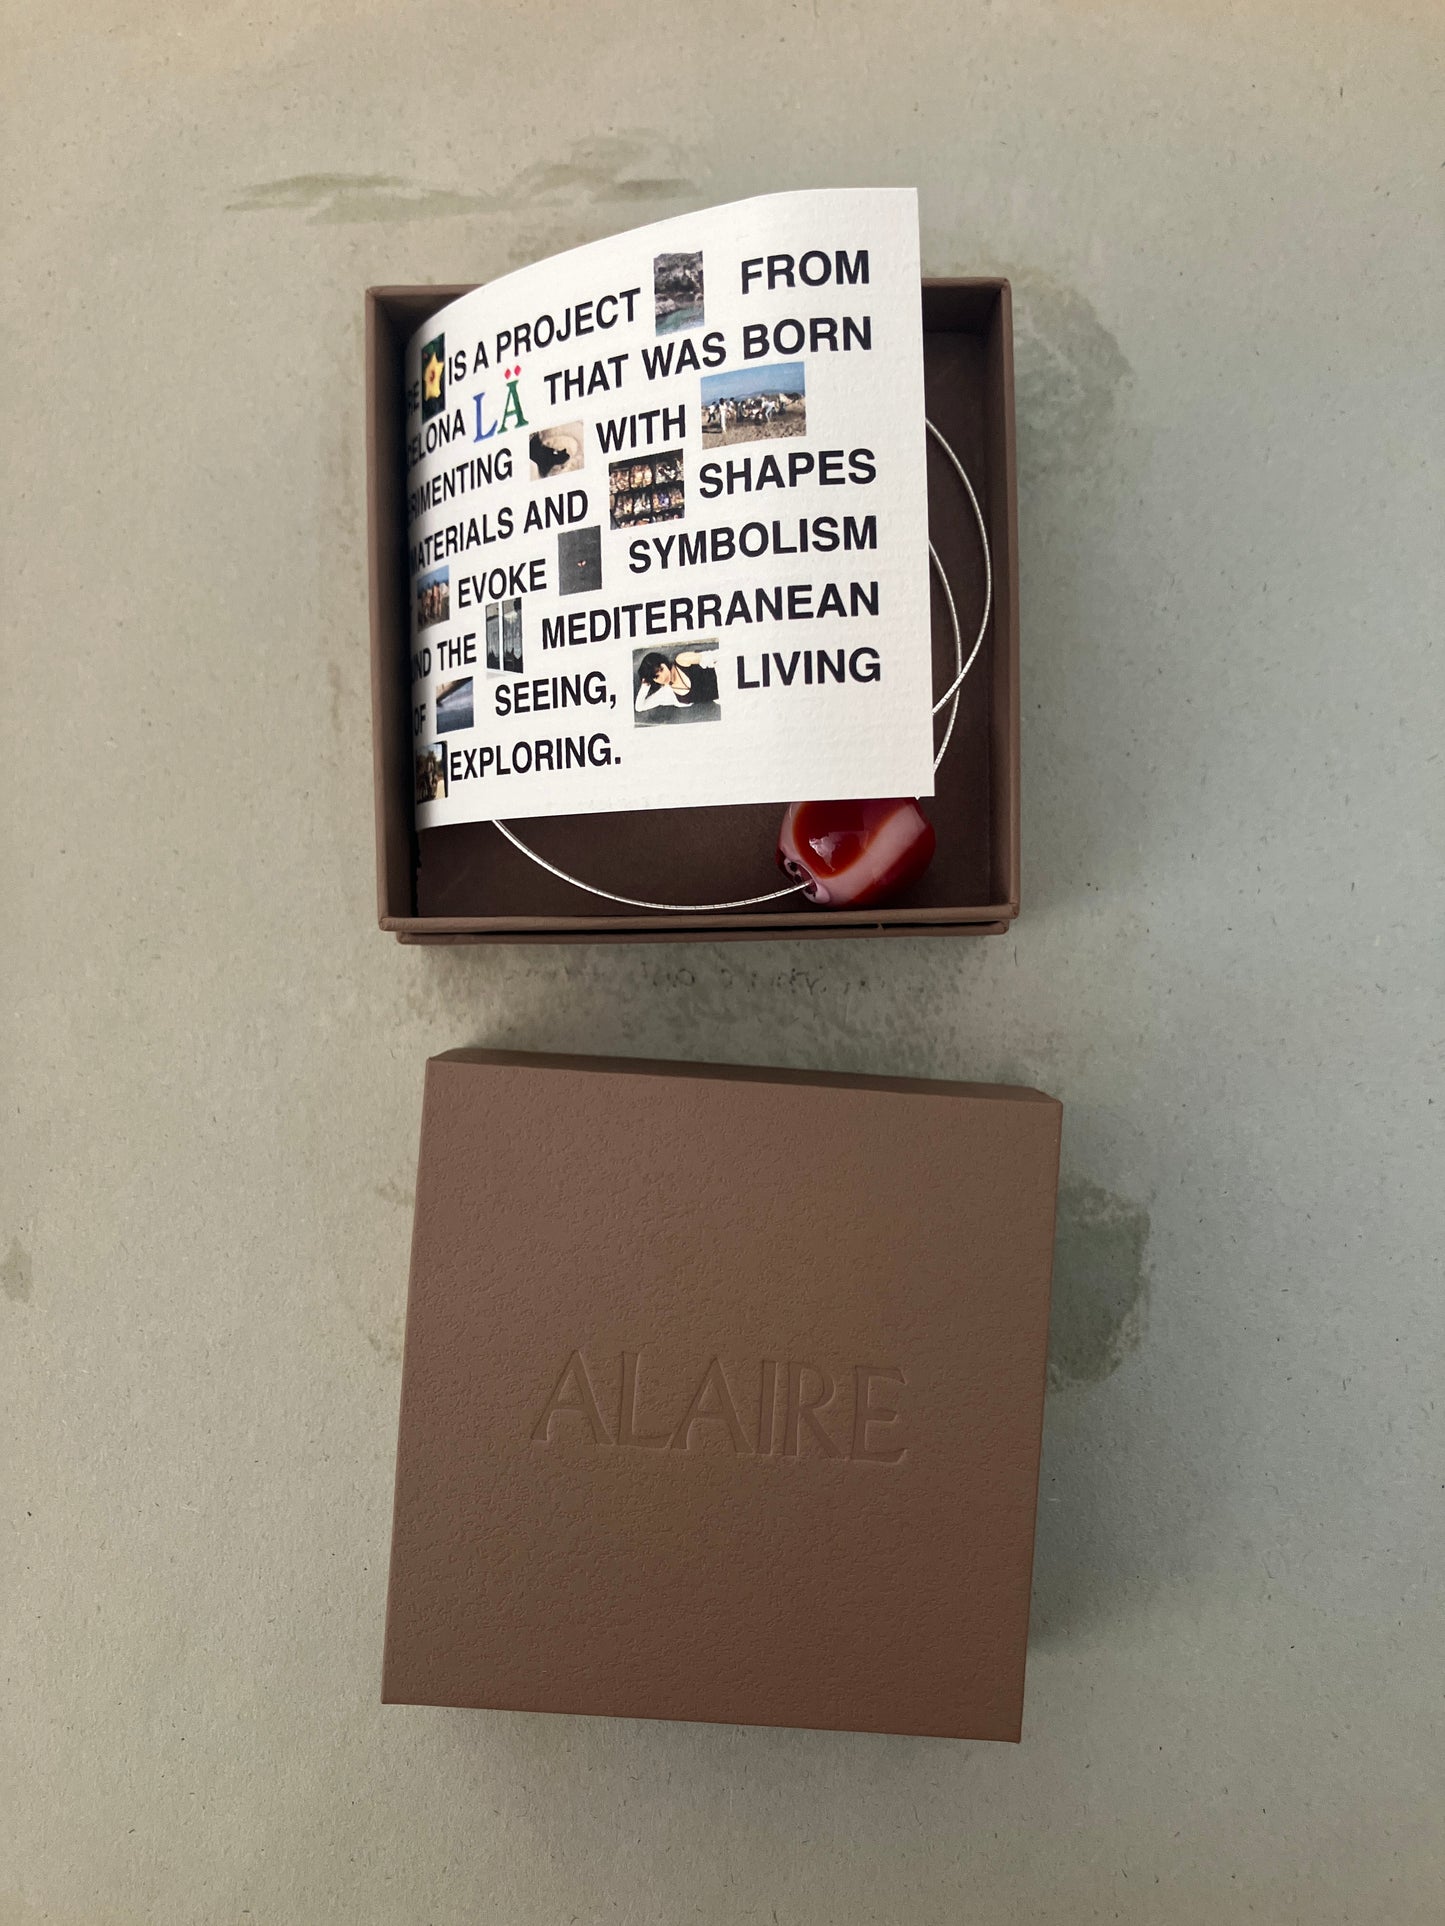 IS A PROJECT FROM
LÄ THAT WAS BORN
WITH
MATERIALS AND SHAPES
EVOKE SYMBOLISM
THE MEDITERRANEAN
OF SEEING, LIVING
EXPLORING.
ALAIRE